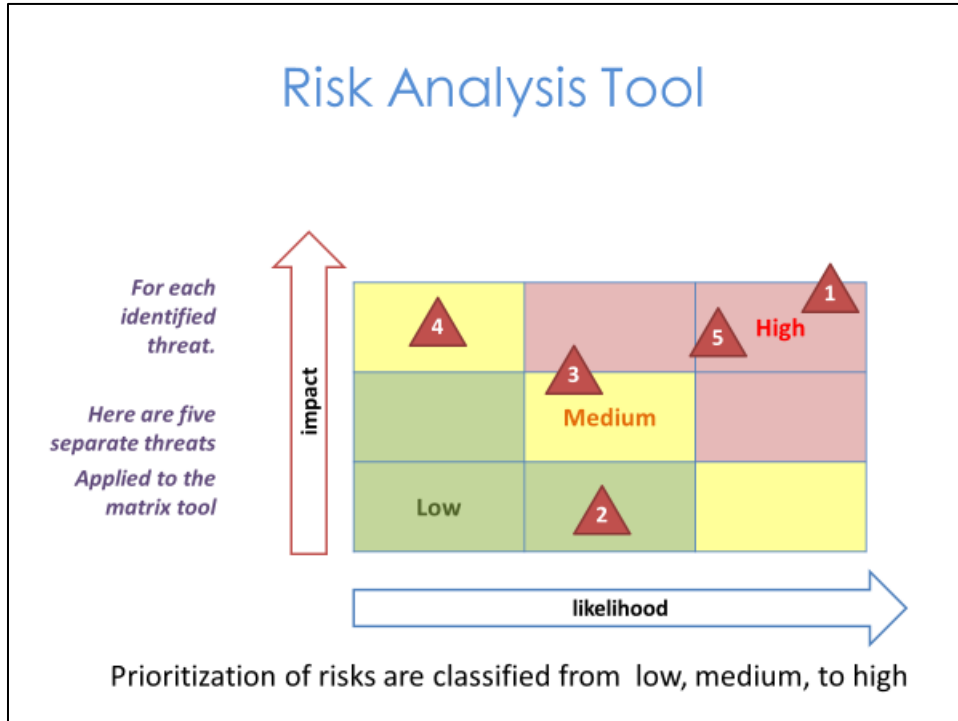 Risk Analysis Tool
For each
identified
threat.
Here are five
separate threats
Applied to the
matrix tool
impact
4
5
High
1
3
Medium
Low
2
likelihood
Prioritization of risks are classified from low, medium, to high